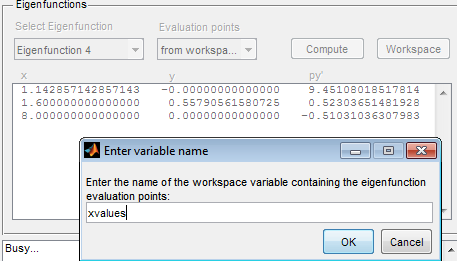 Eigenfunctions
Select Eigenfunction Evaluation points
Eigenfunction 4 from workspa... Compute Workspace
x y py'
1.142857142857143 -0.00000000000000 9.45108018517814
1.600000000000000 0.55790561580725 0.52303651481928
8.000000000000000 0.00000000000000 -0.51031036307983
Enter variable name
Enter the name of the workspace variable containing the eigenfunction
evaluation points:
xvalues
OK Cancel
Busy...